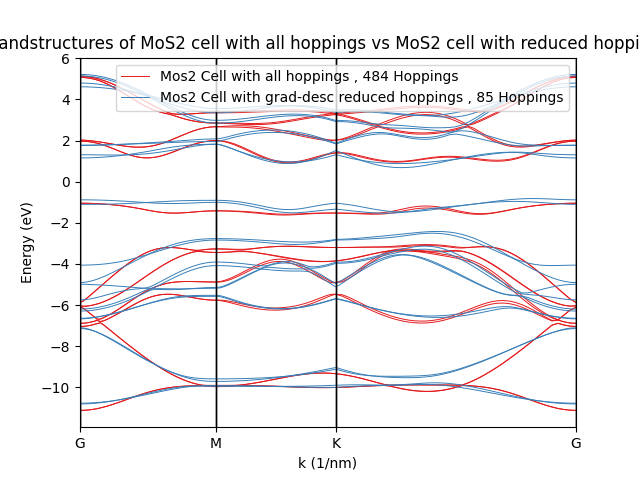 andstructures of MoS2 cell with all hoppings vs MoS2 cell with reduced hoppi
Mos2 Cell with all hoppings , 484 Hoppings
Mos2 Cell with grad-desc reduced hoppings , 85 Hoppings
Energy (eV)
6
4
2
0
−2
−4
−6
−8
−10
G
M
K
G
k (1/nm)